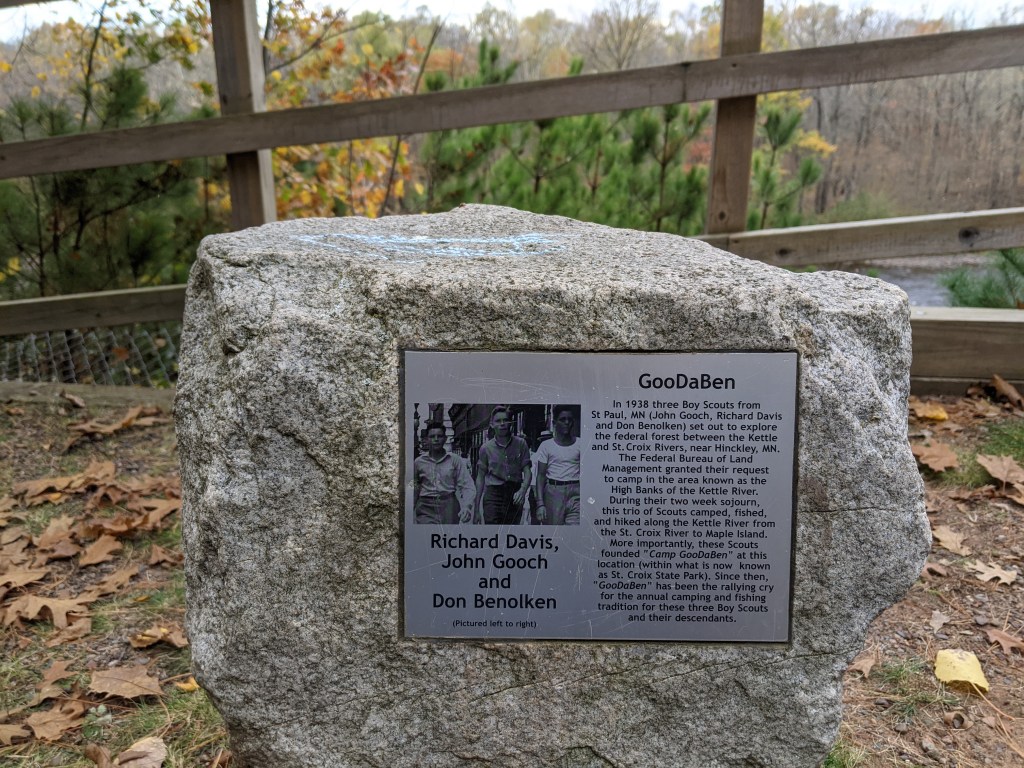 GooDaBen
In 1938 three Boy Scouts from
St Paul, MN (John Gooch, Richard Davis
and Don Benolken) set out to explore
the federal forest between the Kettle
and St. Croix Rivers, near Hinckley, MN.
The Federal Bureau of Land
Management granted their request
to camp in the area known as the
High Banks of the Kettle River.
During their two week sojourn,
this trio of Scouts camped, fished,
and hiked along the Kettle River from
the St. Croix River to Maple Island.
More importantly, these Scouts
founded "Camp GooDaBen" at this
location (within what is now known
as St. Croix State Park). Since then,
"GooDaBen" has been the rallying cry
for the annual camping and fishing
tradition for these three Boy Scouts
and their descendants.
Richard Davis,
John Gooch
and
Don Benolken
(Pictured left to right)